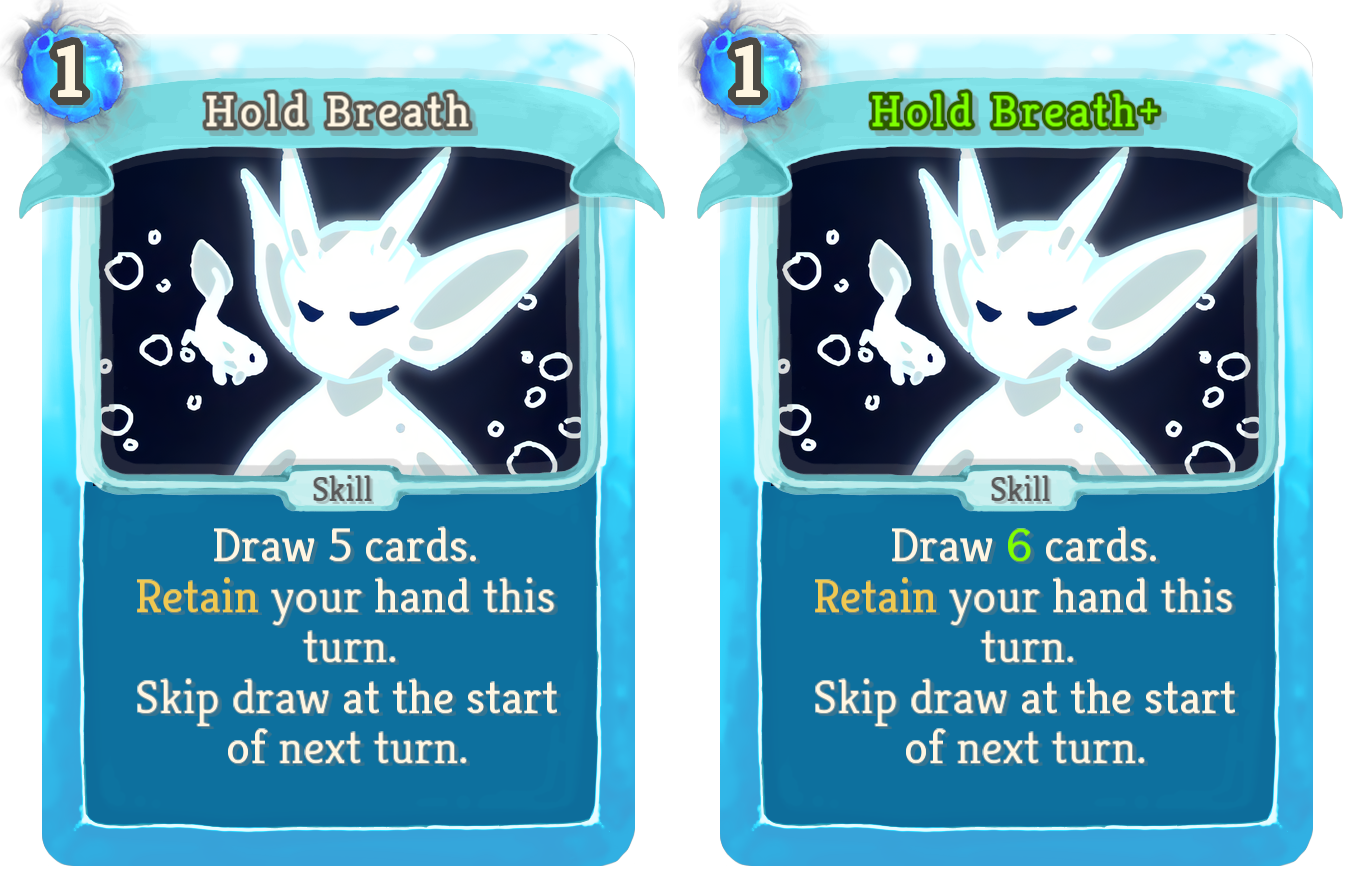 1
Hold Breath
Skill
Draw 5 cards.
Retain your hand this
turn.
Skip draw at the start
of next turn.
1
Hold Breath+
Skill
Draw 6 cards.
Retain your hand this
turn.
Skip draw at the start
of next turn.